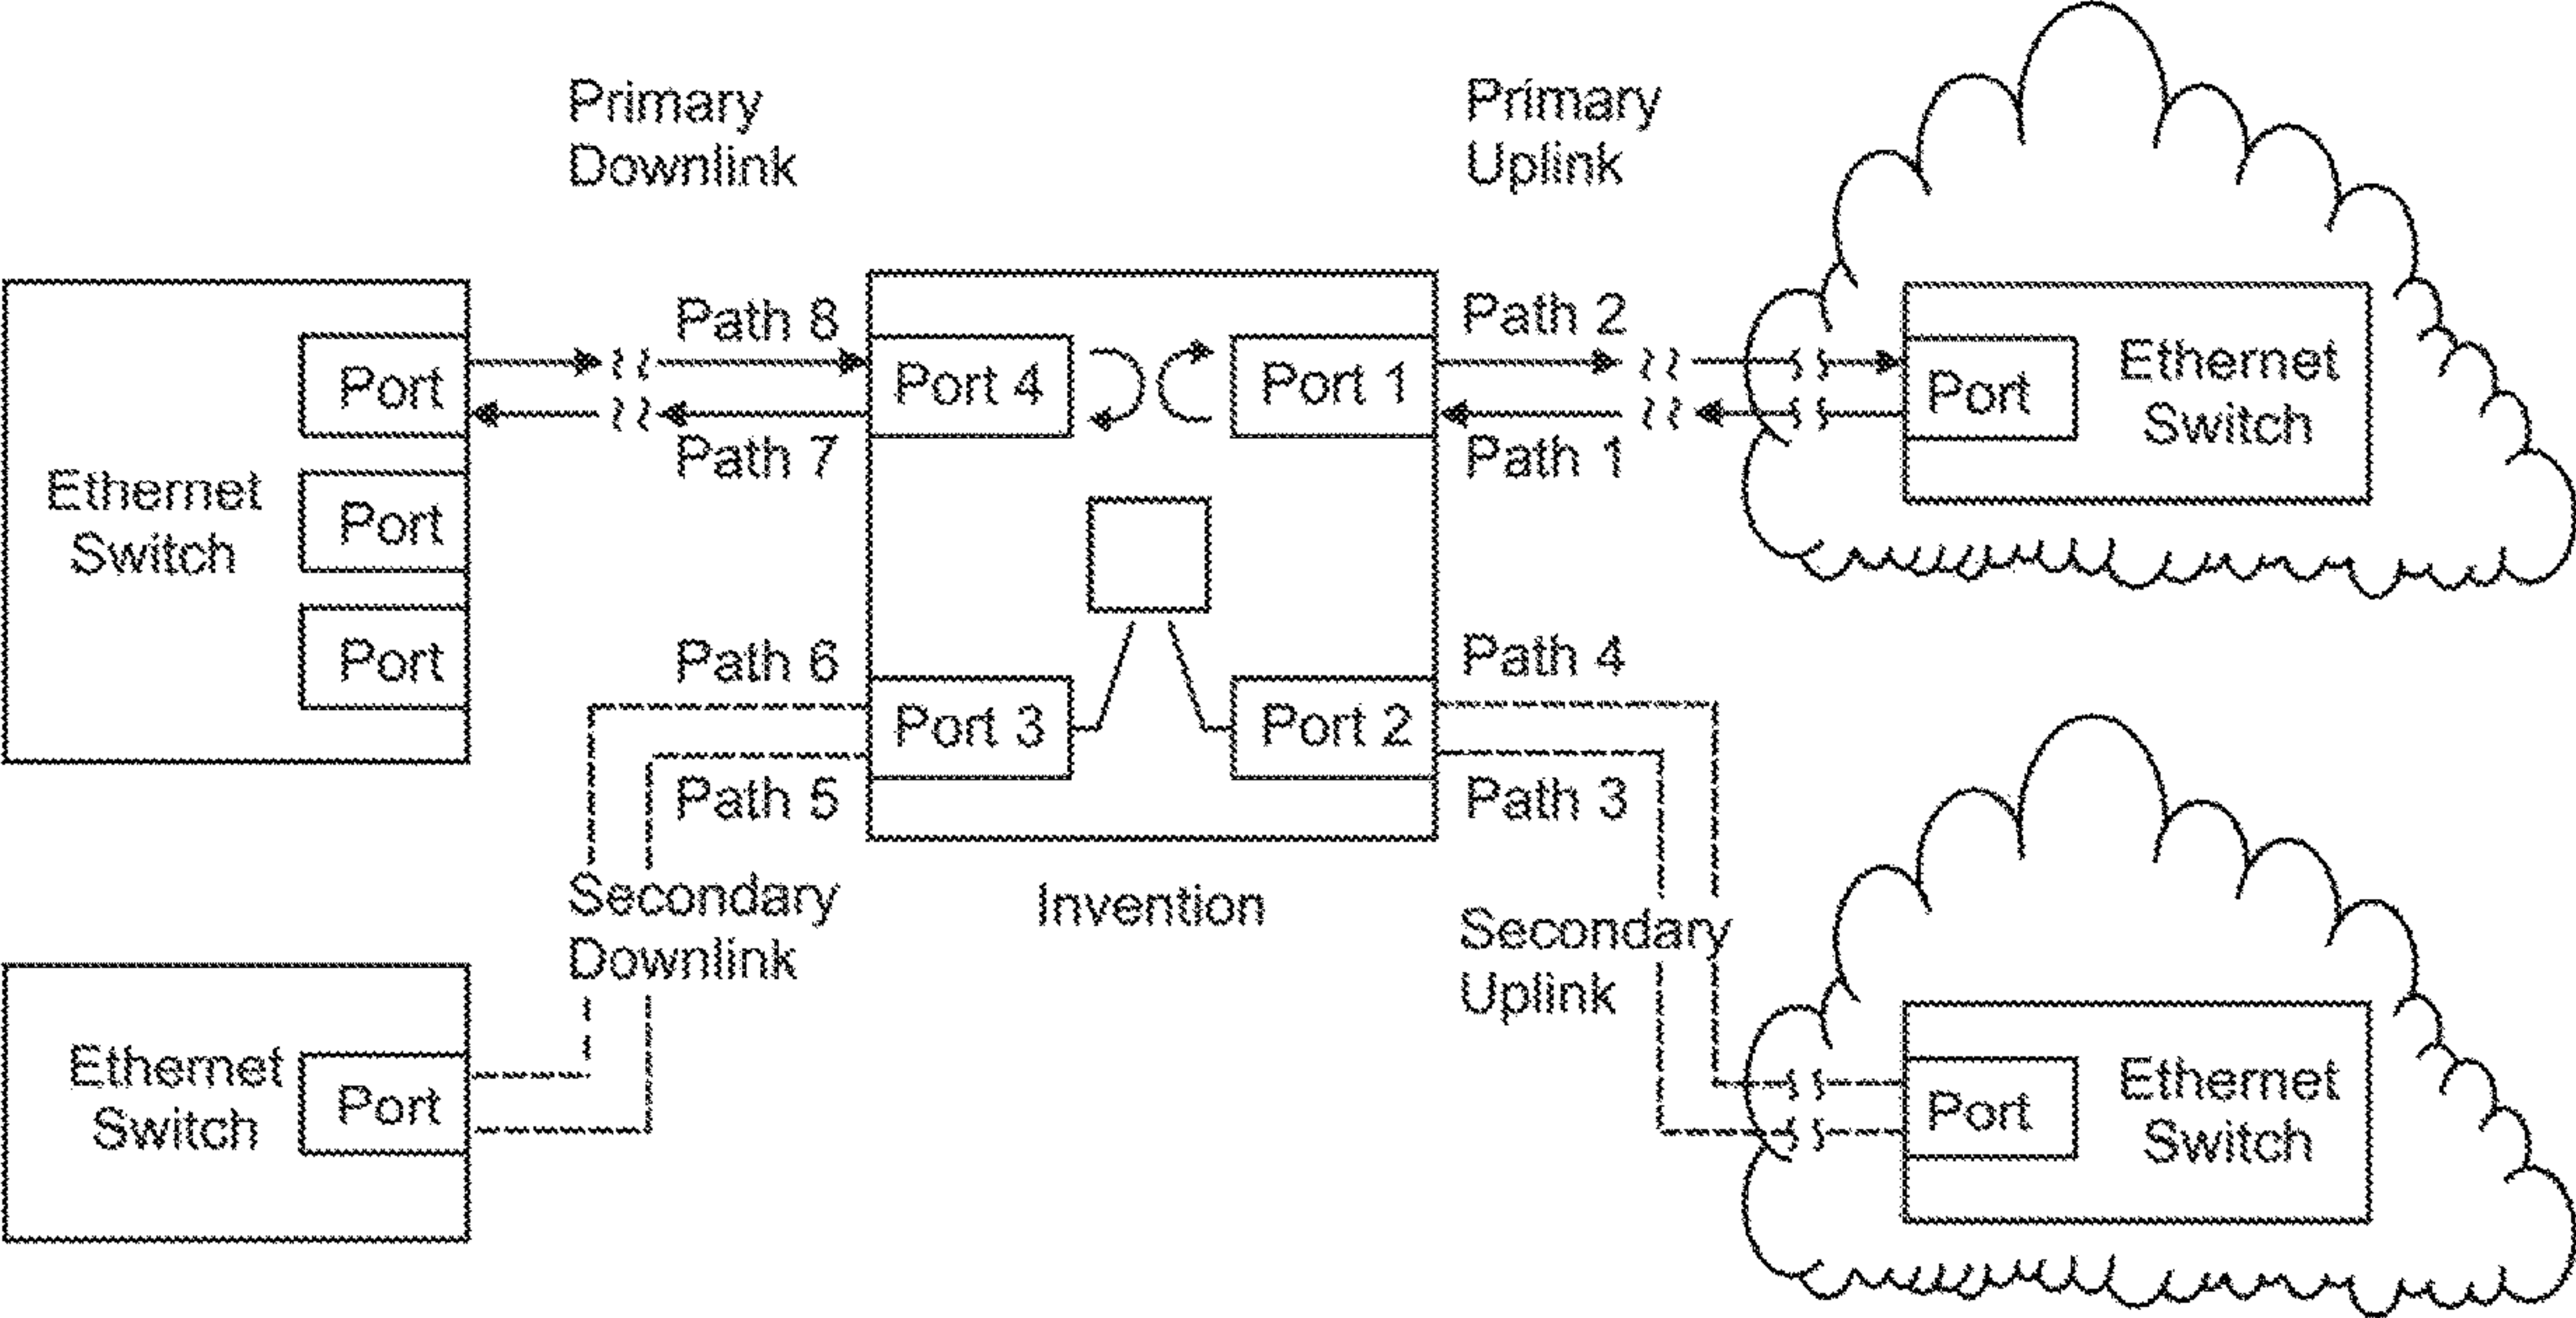 Primary
Downlink
Primary
Uplink
Path 8
Path 2
Port
Port 4
Port 1
Port
Ethernet
Switch
Path 7
Path 1
Ethernet
Switch
Port
Port
Path 6
Path 4
Port 3
Port 2
Path 5
Path 3
Secondary
Downlink
Invention
Secondary
Uplink
Ethernet
Switch
Port
Port
Ethernet
Switch